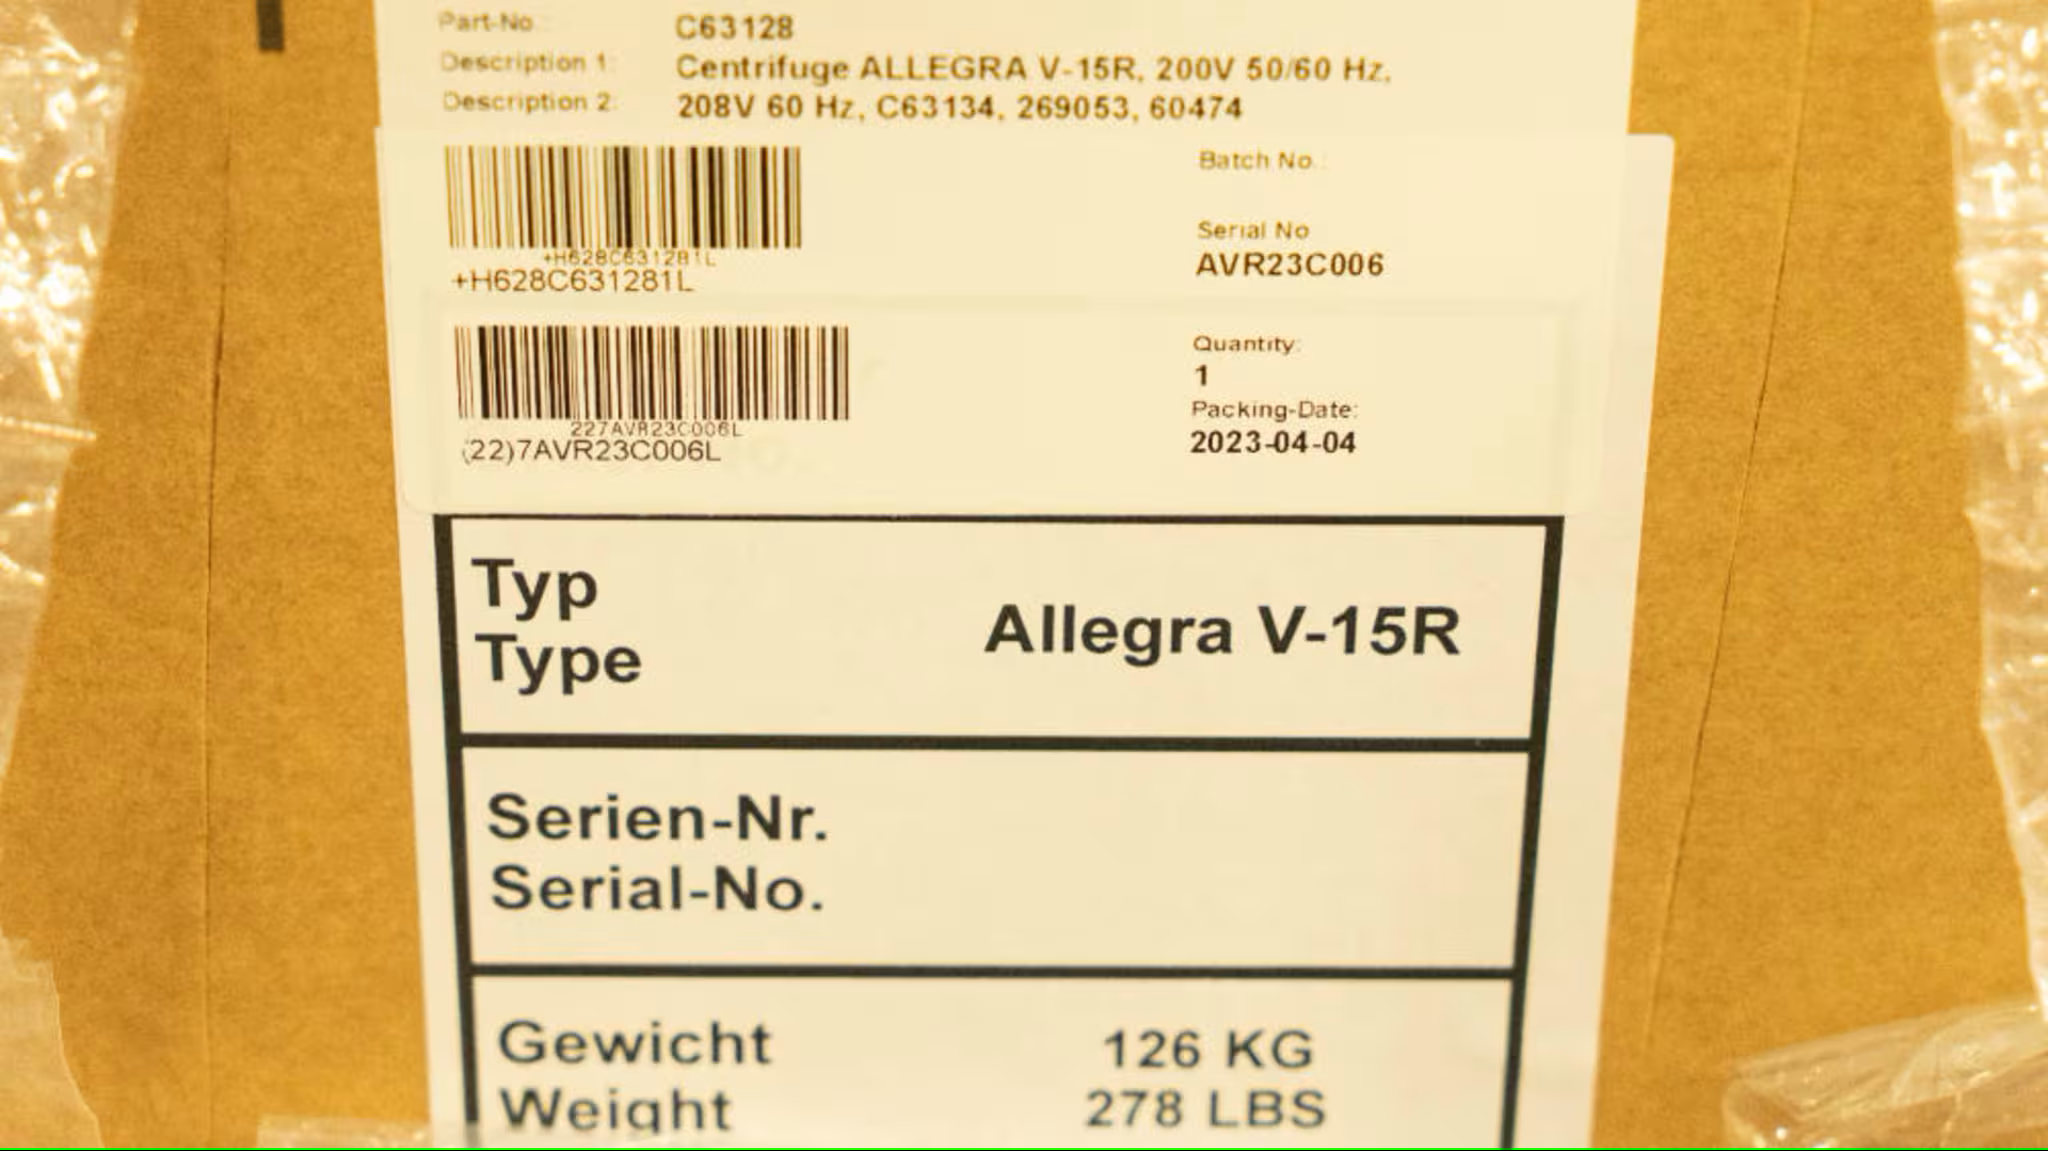 Part-No.: C63128
Description 1: Centrifuge ALLEGRA V-15R, 200V 50/60 Hz,
Description 2: 208V 60 Hz, C63134, 269053, 60474
Batch No.:
+H628C631281L
+H628C631281L
Serial No
AVR23C006
Quantity:
1
Packing-Date:
2023-04-04
227AVR23C006L
(22)7AVR23C006L
Typ
Type
Allegra V-15R
Serien-Nr.
Serial-No.
Gewicht 126 KG
Weight 278 LBS